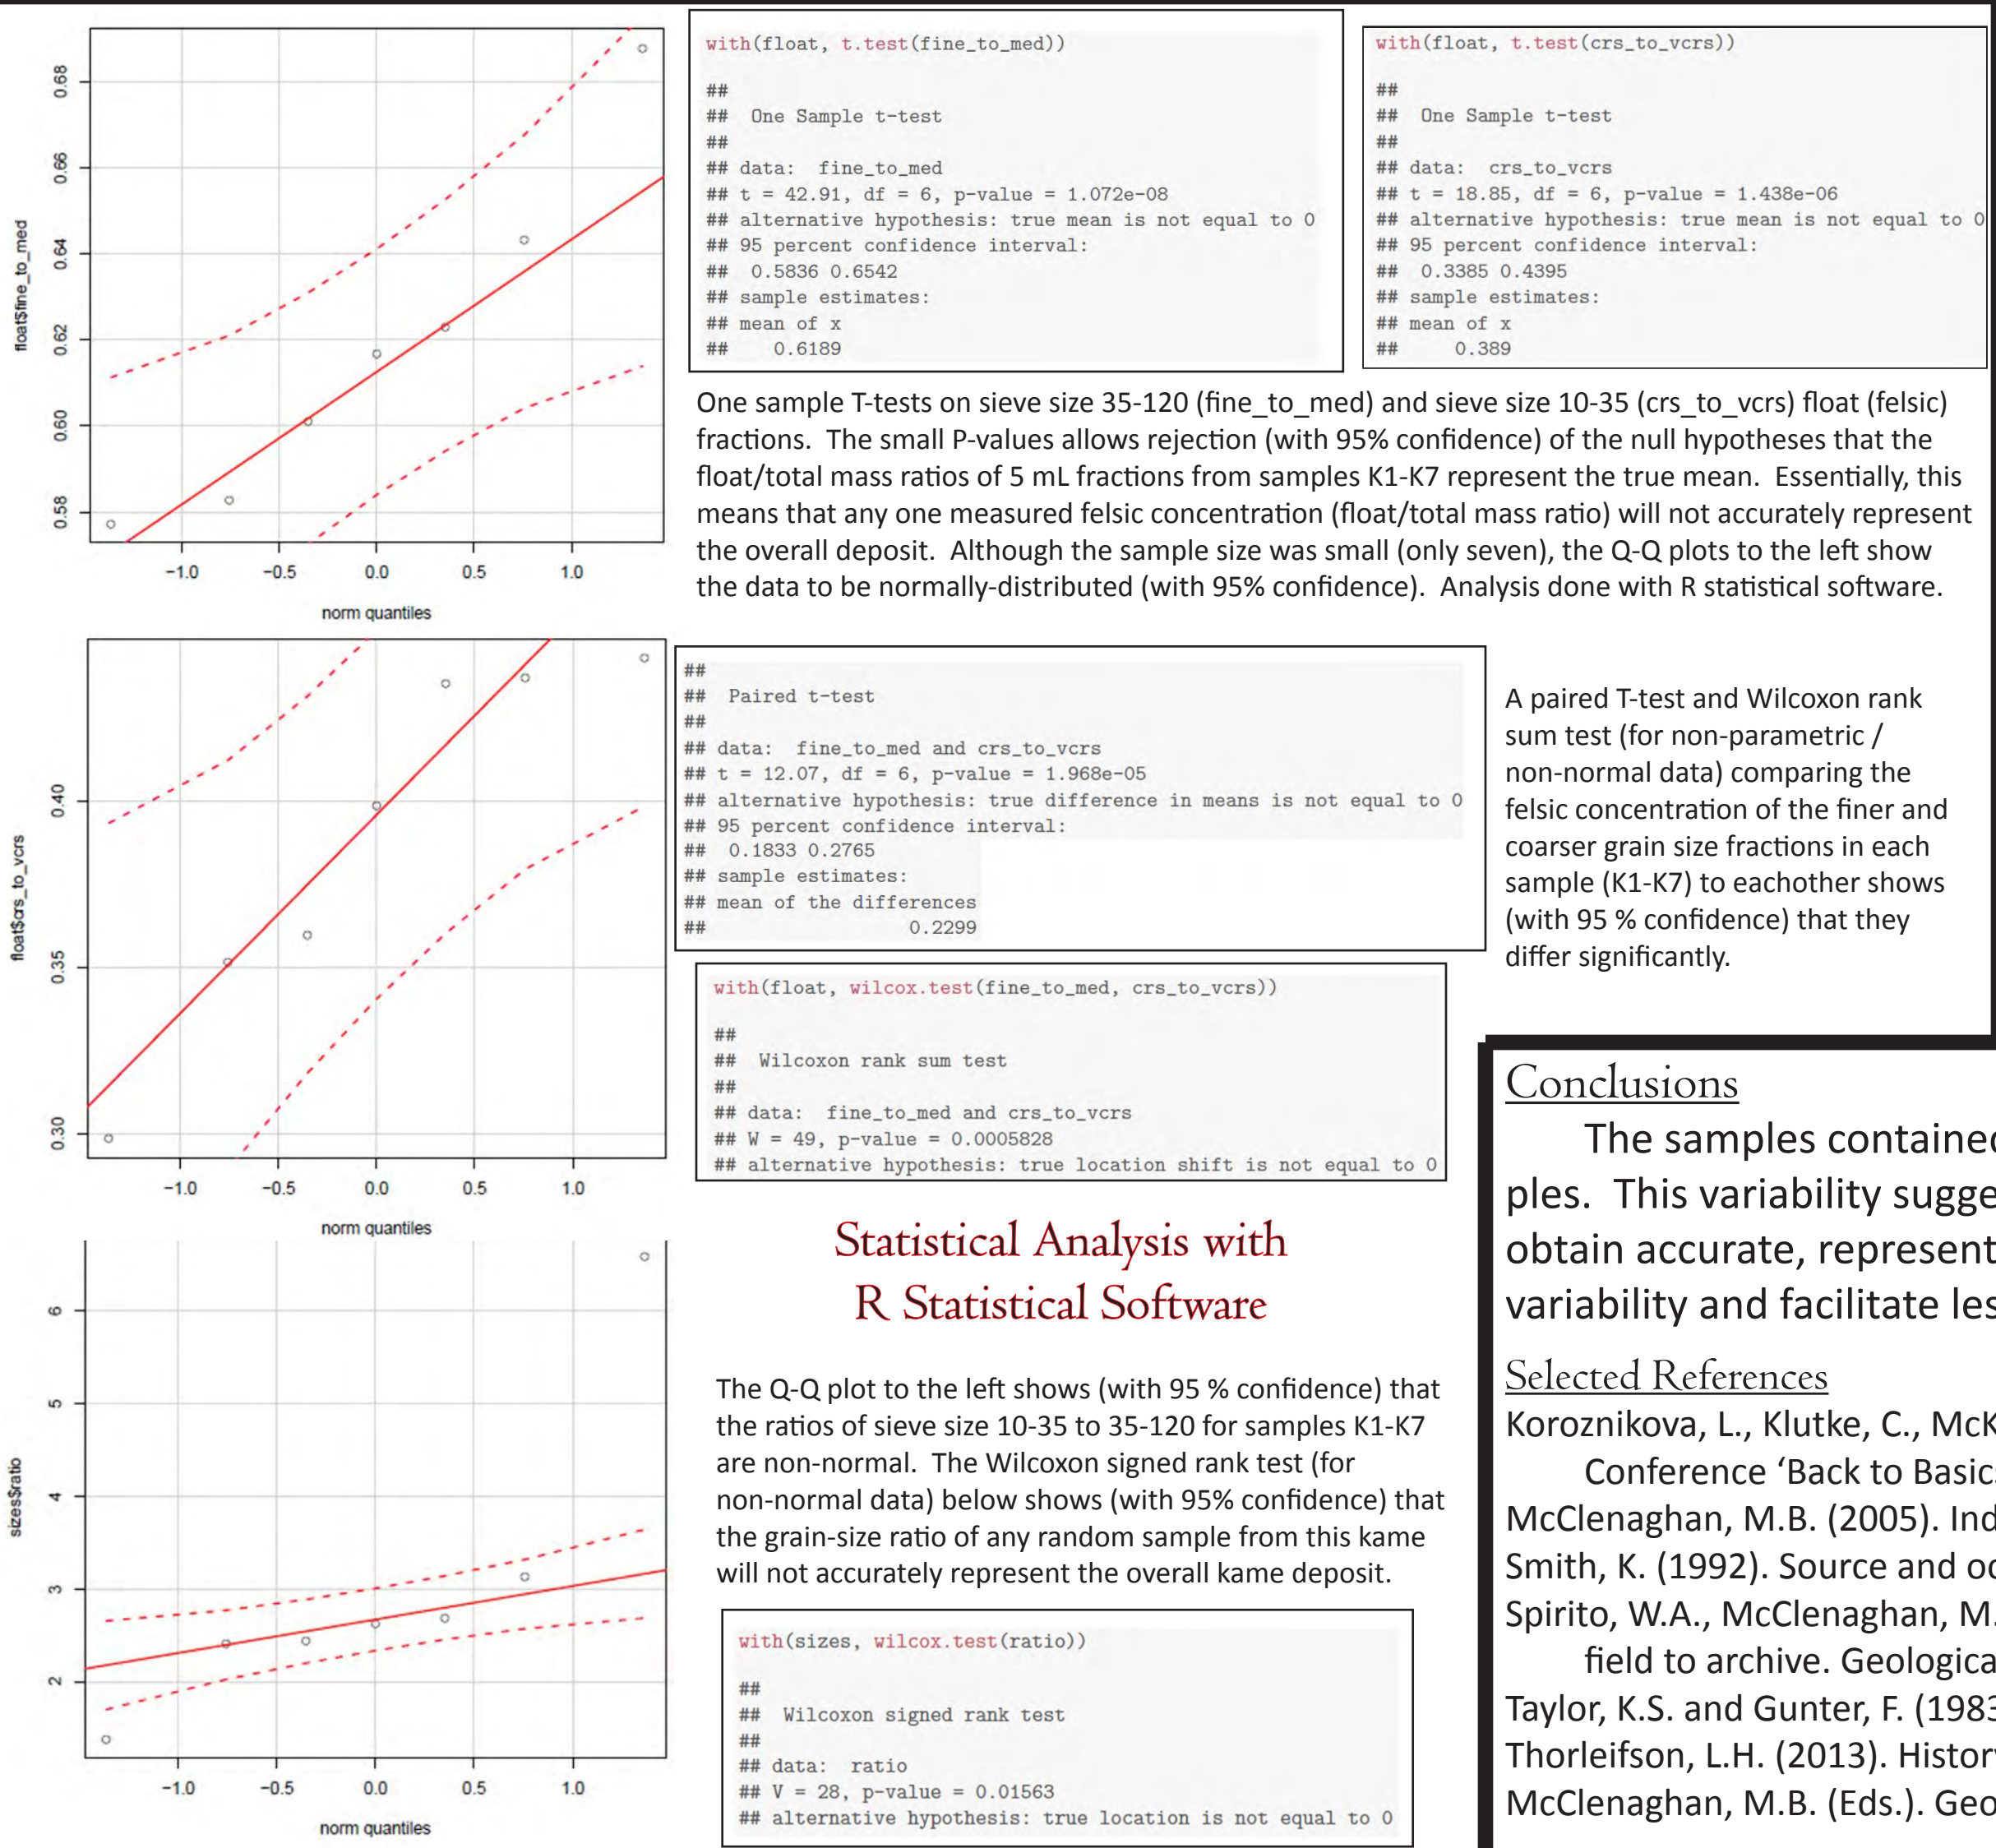 0.68
0.66
0.64
0.62
0.60
0.58
float$fine_to_med
-1.0 -0.5 0.0 0.5 1.0
norm quantiles
with(float, t.test(fine_to_med))
##
## One Sample t-test
##
## data: fine_to_med
## t = 42.91, df = 6, p-value = 1.072e-08
## alternative hypothesis: true mean is not equal to 0
## 95 percent confidence interval:
## 0.5836 0.6542
## sample estimates:
## mean of x
## 0.6189
with(float, t.test(crs_to_vcrs))
##
## One Sample t-test
##
## data: crs_to_vcrs
## t = 18.85, df = 6, p-value = 1.438e-06
## alternative hypothesis: true mean is not equal to 0
## 95 percent confidence interval:
## 0.3385 0.4395
## sample estimates:
## mean of x
## 0.389
One sample T-tests on sieve size 35-120 (fine_to_med) and sieve size 10-35 (crs_to_vcrs) float (felsic)
fractions. The small P-values allows rejection (with 95% confidence) of the null hypotheses that the
float/total mass ratios of 5 mL fractions from samples K1-K7 represent the true mean. Essentially, this
means that any one measured felsic concentration (float/total mass ratio) will not accurately represent
the overall deposit. Although the sample size was small (only seven), the Q-Q plots to the left show
the data to be normally-distributed (with 95% confidence). Analysis done with R statistical software.
0.40
0.35
0.30
float$crs_to_vcrs
-1.0 -0.5 0.0 0.5 1.0
norm quantiles
##
## Paired t-test
##
## data: fine_to_med and crs_to_vcrs
## t = 12.07, df = 6, p-value = 1.968e-05
## alternative hypothesis: true difference in means is not equal to 0
## 95 percent confidence interval:
## 0.1833 0.2765
## sample estimates:
## mean of the differences
## 0.2299
A paired T-test and Wilcoxon rank
sum test (for non-parametric /
non-normal data) comparing the
felsic concentration of the finer and
coarser grain size fractions in each
sample (K1-K7) to eachother shows
(with 95 % confidence) that they
differ significantly.
with(float, wilcox.test(fine_to_med, crs_to_vcrs))
##
## Wilcoxon rank sum test
##
## data: fine_to_med and crs_to_vcrs
## W = 49, p-value = 0.0005828
## alternative hypothesis: true location shift is not equal to 0
Statistical Analysis with
R Statistical Software
6
5
4
3
2
sizes$ratio
-1.0 -0.5 0.0 0.5 1.0
norm quantiles
The Q-Q plot to the left shows (with 95 % confidence) that
the ratios of sieve size 10-35 to 35-120 for samples K1-K7
are non-normal. The Wilcoxon signed rank test (for
non-normal data) below shows (with 95% confidence) that
the grain-size ratio of any random sample from this kame
will not accurately represent the overall kame deposit.
with(sizes, wilcox.test(ratio))
##
## Wilcoxon signed rank test
##
## data: ratio
## V = 28, p-value = 0.01563
## alternative hypothesis: true location is not equal to 0
Conclusions
The samples contained
ples. This variability sugge
obtain accurate, represent
variability and facilitate les
Selected References
Koroznikova, L., Klutke, C., McK
Conference ‘Back to Basics
McClenaghan, M.B. (2005). Ind
Smith, K. (1992). Source and oc
Spirito, W.A., McClenaghan, M.
field to archive. Geologica
Taylor, K.S. and Gunter, F. (1983
Thorleifson, L.H. (2013). History
McClenaghan, M.B. (Eds.). Geo